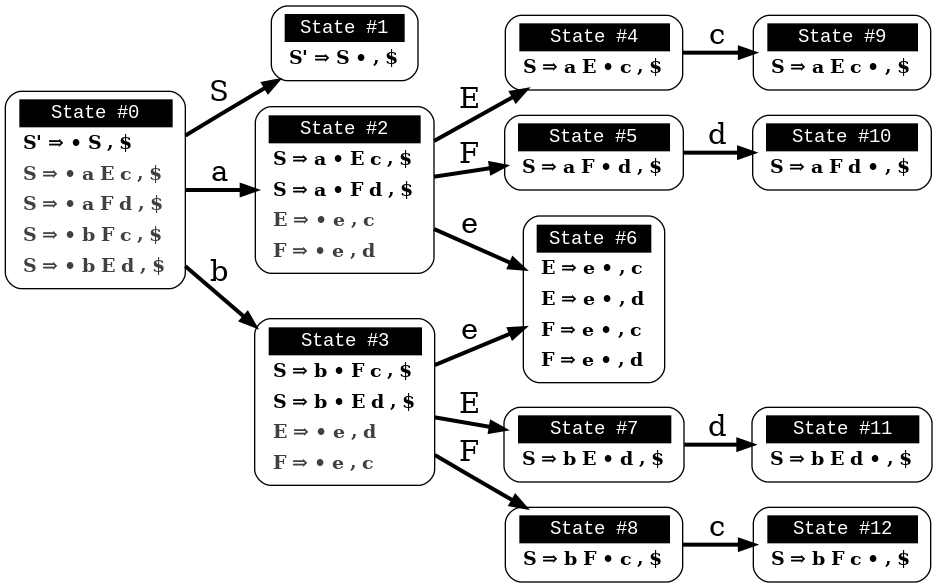 State #0
S' ⇒ • S , $
S ⇒ • a E c , $
S ⇒ • a F d , $
S ⇒ • b F c , $
S ⇒ • b E d , $
S
a
b
State #1
S' ⇒ S • , $
State #2
S ⇒ a • E c , $
S ⇒ a • F d , $
E ⇒ • e , c
F ⇒ • e , d
E
F
e
State #3
S ⇒ b • F c , $
S ⇒ b • E d , $
E ⇒ • e , d
F ⇒ • e , c
e
E
F
State #4
S ⇒ a E • c , $
c
State #9
S ⇒ a E c • , $
State #5
S ⇒ a F • d , $
d
State #10
S ⇒ a F d • , $
State #6
E ⇒ e • , c
E ⇒ e • , d
F ⇒ e • , c
F ⇒ e • , d
State #7
S ⇒ b E • d , $
d
State #11
S ⇒ b E d • , $
State #8
S ⇒ b F • c , $
c
State #12
S ⇒ b F c • , $